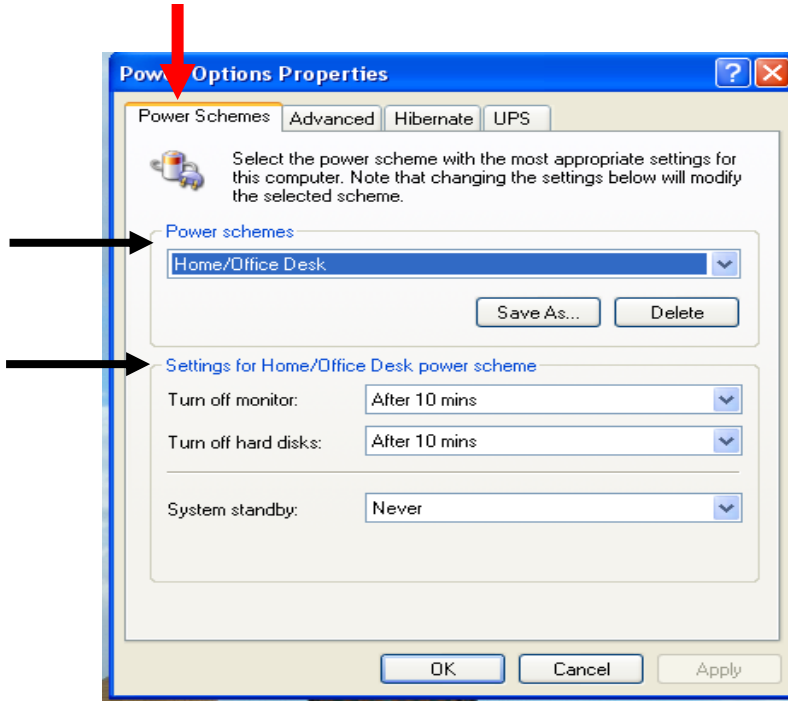 Power Options Properties
Power Schemes Advanced Hibernate UPS
Select the power scheme with the most appropriate settings for
this computer. Note that changing the settings below will modify
the selected scheme.
Power schemes
Home/Office Desk
Save As... Delete
Settings for Home/Office Desk power scheme
Turn off monitor: After 10 mins
Turn off hard disks: After 10 mins
System standby: Never
OK Cancel Apply